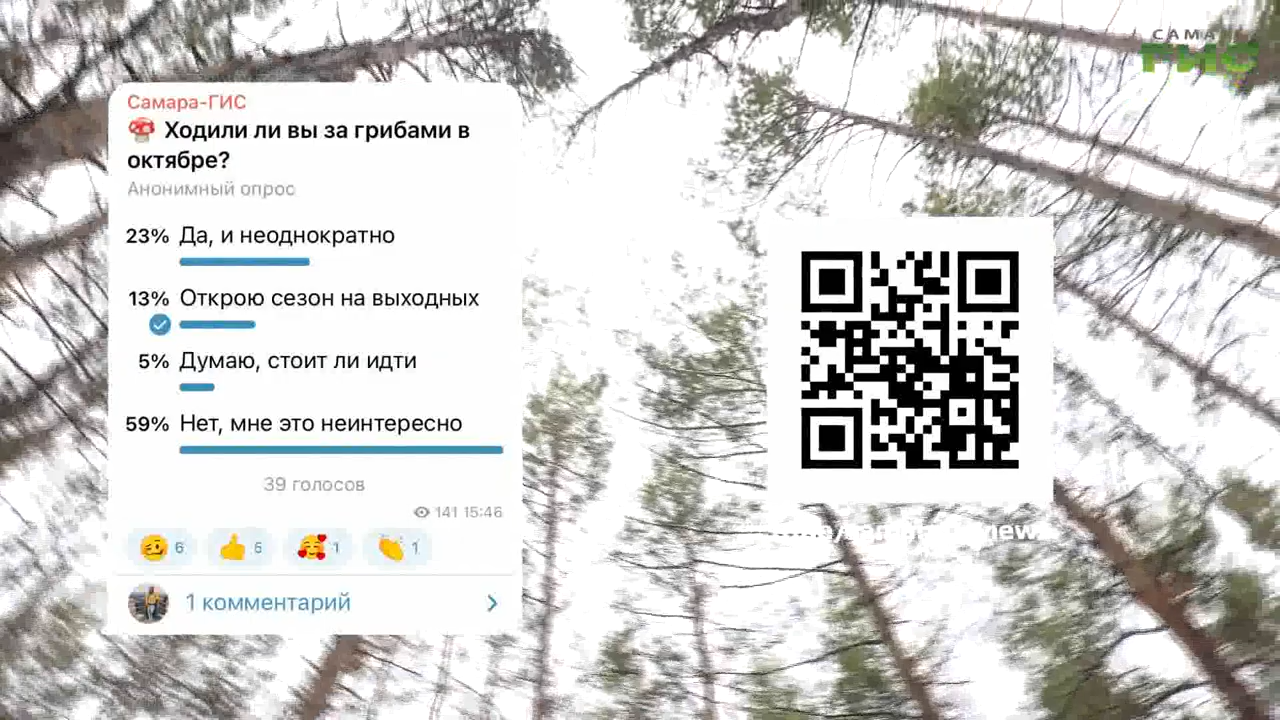 Самара-ГИС
Ходили ли вы за грибами в
октябре?
Анонимный опрос
23% Да, и неоднократно
13% Открою сезон на выходных
5% Думаю, стоит ли идти
59% Нет, мне это неинтересно
39 голосов
141 15:46
6 6 1 1
1 комментарий
САМАРА
ГИС